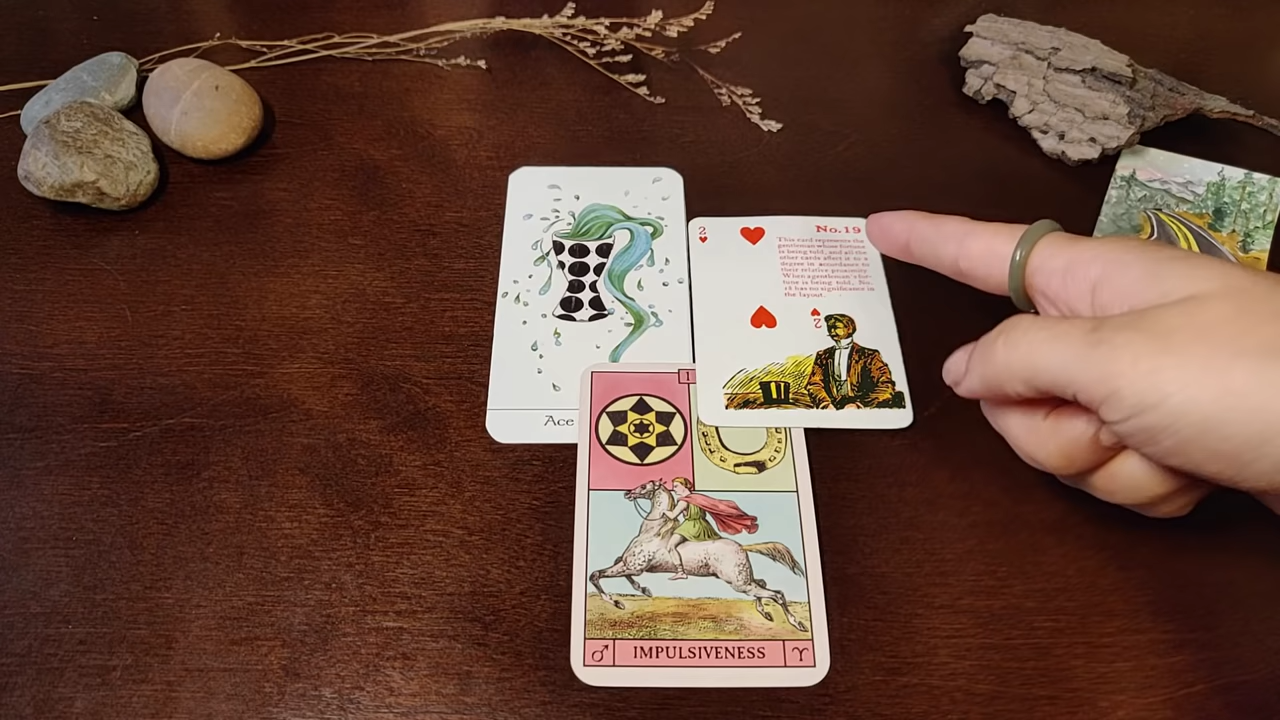 2
No.19
This card represents the
gentleman whose fortune
is being told, and all the
other cards affect it to a
degree in accordance to
their relative proximity.
When a gentleman's for-
tune is being told, No.
18 has no significance in
the layout.
2
Ace
1
♂ IMPULSIVENESS ♈